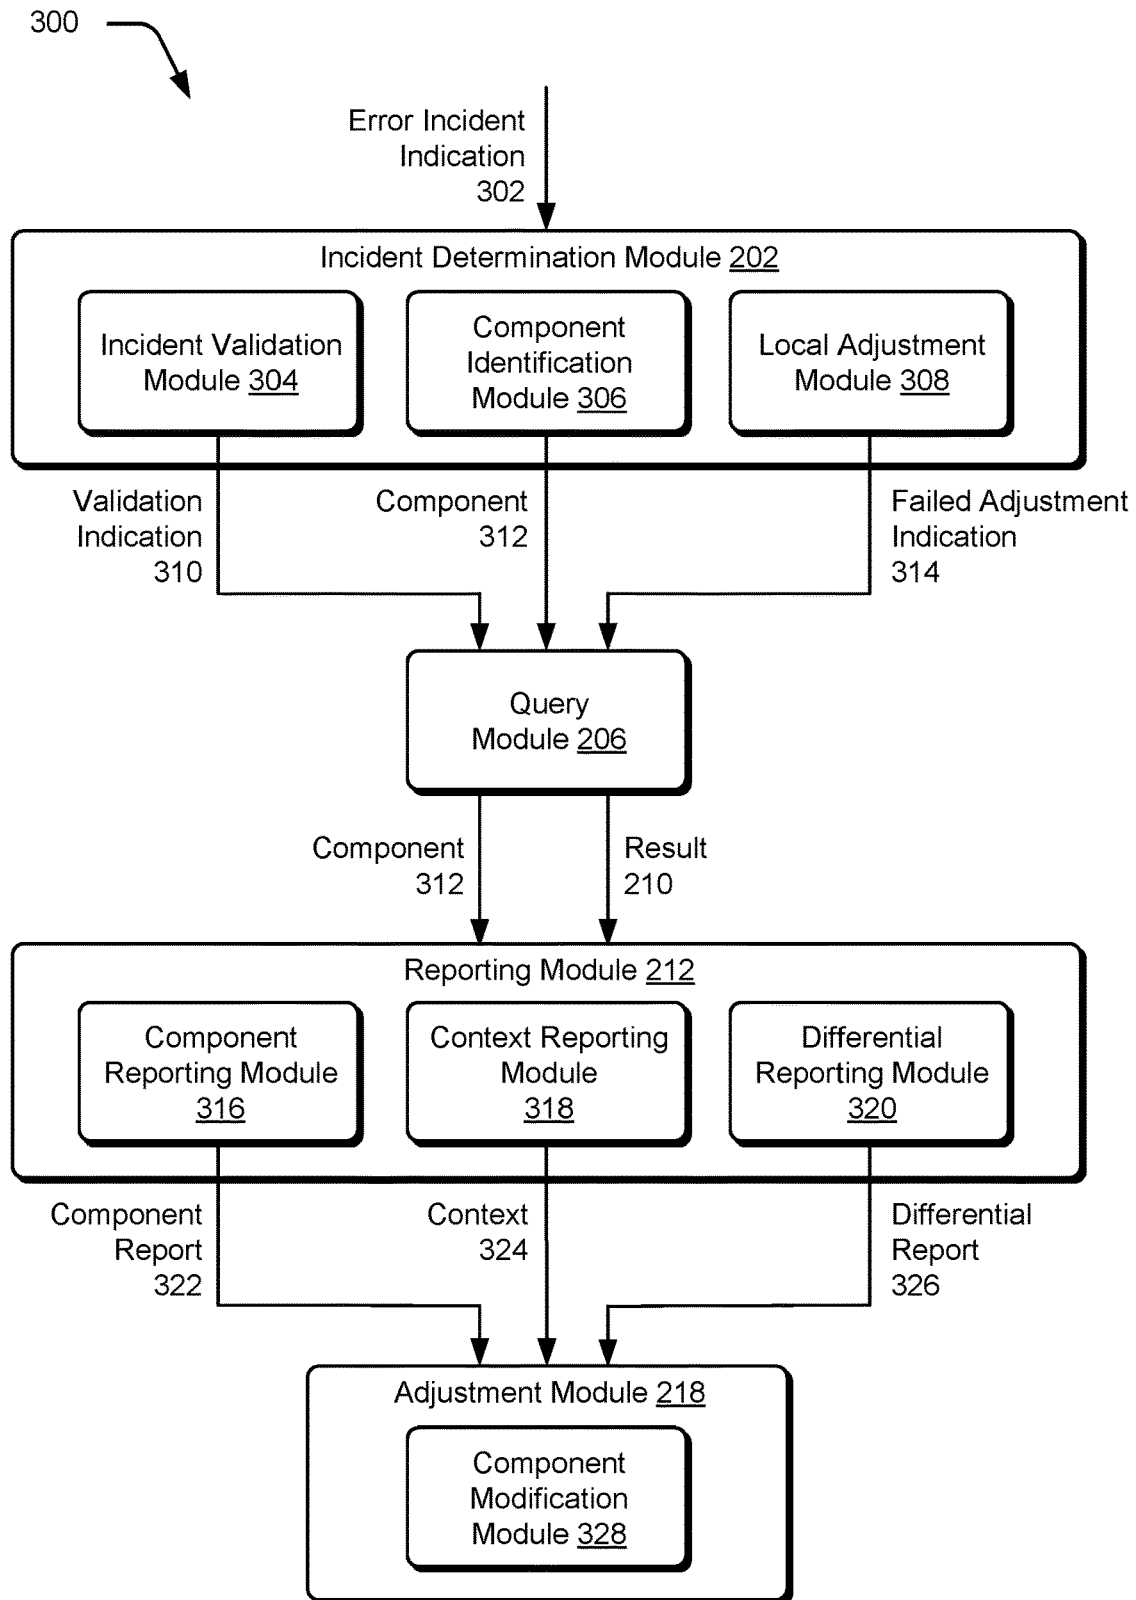 300
Error Incident
Indication
302
Incident Determination Module 202
Incident Validation
Module 304
Component
Identification
Module 306
Local Adjustment
Module 308
Validation
Indication
310
Component
312
Failed Adjustment
Indication
314
Query
Module 206
Component
312
Result
210
Reporting Module 212
Component
Reporting Module
316
Context Reporting
Module
318
Differential
Reporting Module
320
Component
Report
322
Context
324
Differential
Report
326
Adjustment Module 218
Component
Modification
Module 328